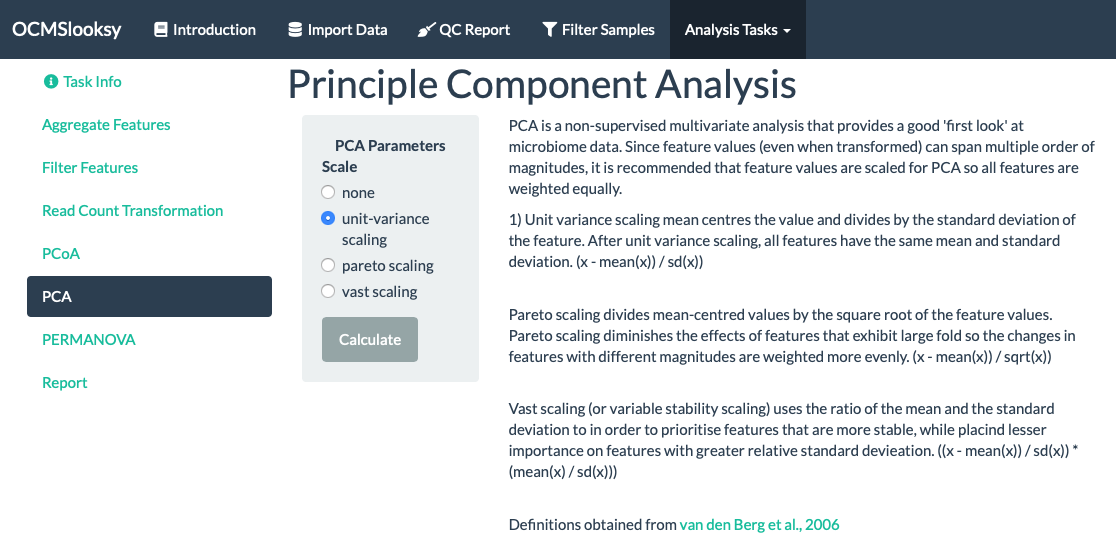 OCMSlooksy
Introduction
Import Data
QC Report
Filter Samples
Analysis Tasks
Task Info
Aggregate Features
Filter Features
Read Count Transformation
PCoA
PCA
PERMANOVA
Report
Principle Component Analysis
PCA Parameters
Scale
none
unit-variance
scaling
pareto scaling
vast scaling
Calculate
PCA is a non-supervised multivariate analysis that provides a good 'first look' at
microbiome data. Since feature values (even when transformed) can span multiple order of
magnitudes, it is recommended that feature values are scaled for PCA so all features are
weighted equally.
1) Unit variance scaling mean centres the value and divides by the standard deviation of
the feature. After unit variance scaling, all features have the same mean and standard
deviation. (x - mean(x)) / sd(x))
Pareto scaling divides mean-centred values by the square root of the feature values.
Pareto scaling diminishes the effects of features that exhibit large fold so the changes in
features with different magnitudes are weighted more evenly. (x - mean(x)) / sqrt(x))
Vast scaling (or variable stability scaling) uses the ratio of the mean and the standard
deviation to in order to prioritise features that are more stable, while placind lesser
importance on features with greater relative standard devieation. ((x - mean(x)) / sd(x)) *
(mean(x) / sd(x)))
Definitions obtained from van den Berg et al., 2006